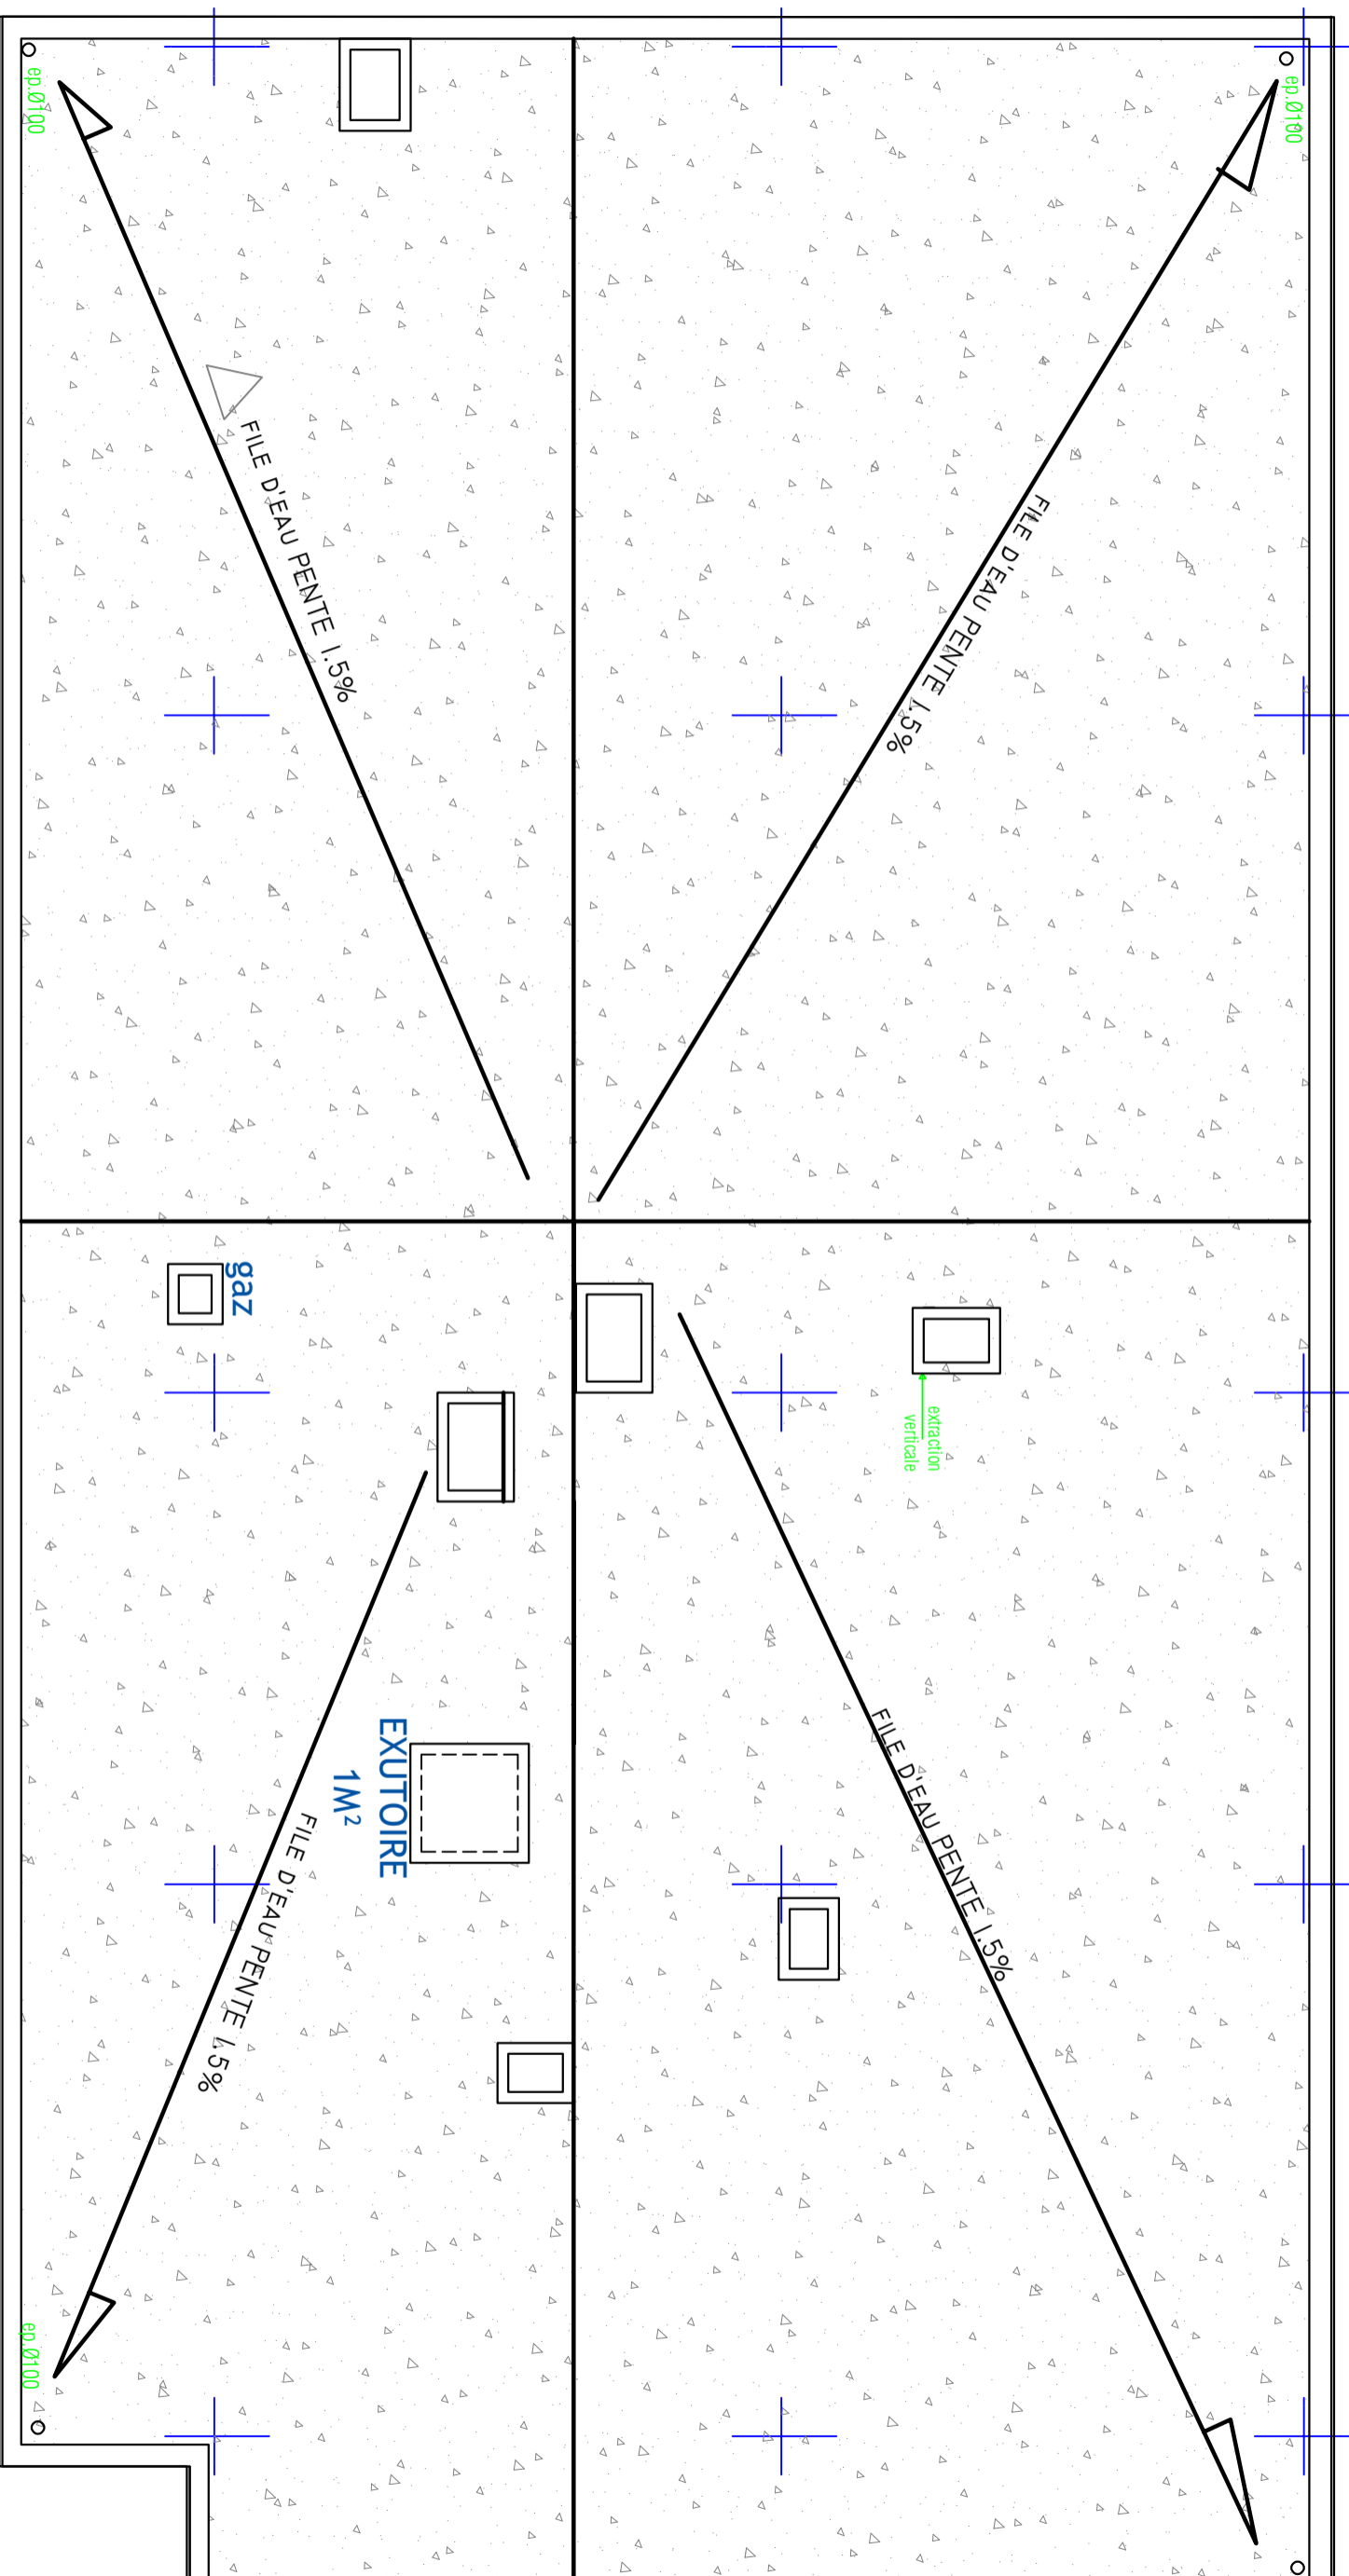 ep.Ø100
ep.Ø100
FILE D'EAU PENTE 1.5%
FILE D'EAU PENTE 1.5%
gaz
extraction
verticale
EXUTOIRE
1M²
FILE D'EAU PENTE 1.5%
FILE D'EAU PENTE 1.5%
ep.Ø100